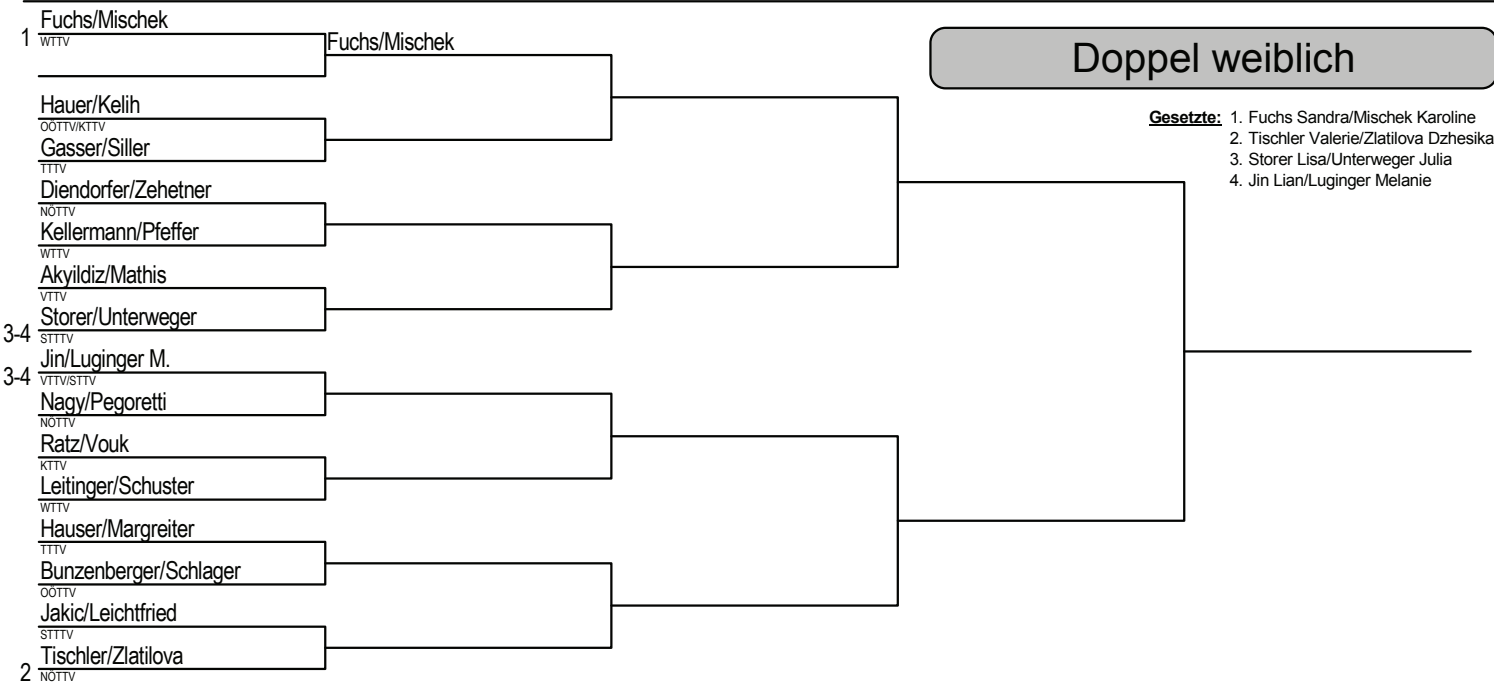 Fuchs/Mischek
1 WTTV
Fuchs/Mischek
Doppel weiblich
Hauer/Kelih
OÖTTV/KTTV
Gesetzte: 1. Fuchs Sandra/Mischek Karoline
2. Tischler Valerie/Zlatilova Dzhesika
3. Storer Lisa/Unterweger Julia
4. Jin Lian/Luginger Melanie
Gasser/Siller
TTTV
Diendorfer/Zehetner
NÖTTV
Kellermann/Pfeffer
WTTV
Akyildiz/Mathis
VTTV
Storer/Unterweger
3-4 STTTV
Jin/Luginger M.
3-4 VTTV/STTV
Nagy/Pegoretti
NÖTTV
Ratz/Vouk
KTTV
Leitinger/Schuster
WTTV
Hauser/Margreiter
TTTV
Bunzenberger/Schlager
OÖTTV
Jakic/Leichtfried
STTTV
Tischler/Zlatilova
2 NÖTTV